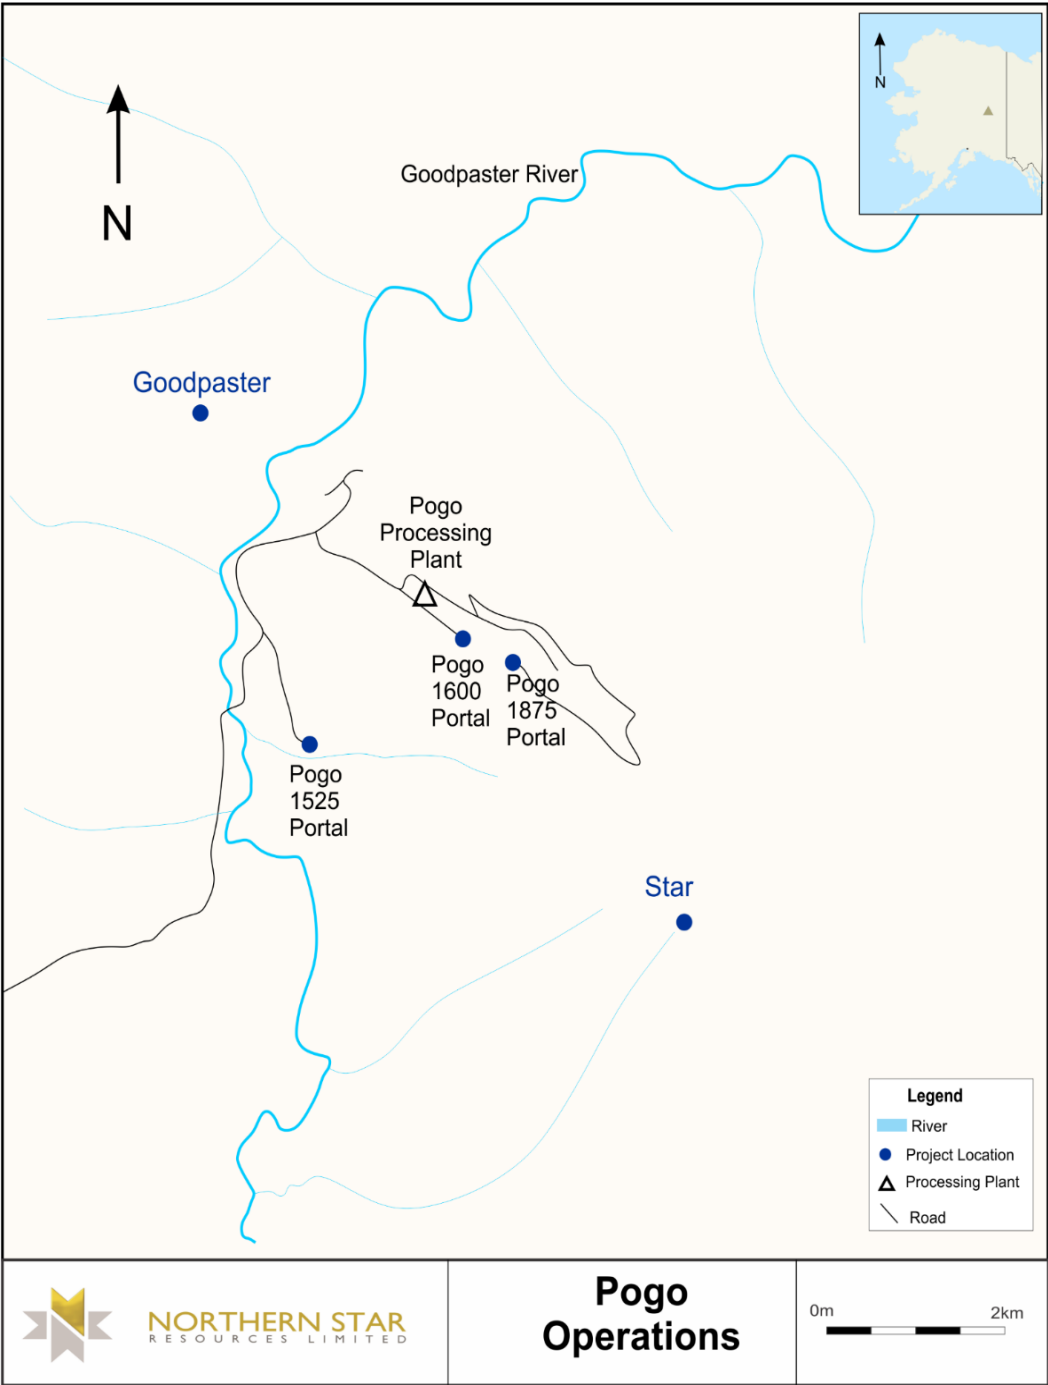 N
N
Goodpaster River
Goodpaster
Pogo
Processing
Plant
Pogo
1600
Portal
Pogo
1875
Portal
Pogo
1525
Portal
Star
Legend
River
Project Location
Processing Plant
Road
NORTHERN STAR
RESOURCES LIMITED
Pogo
Operations
0m 2km